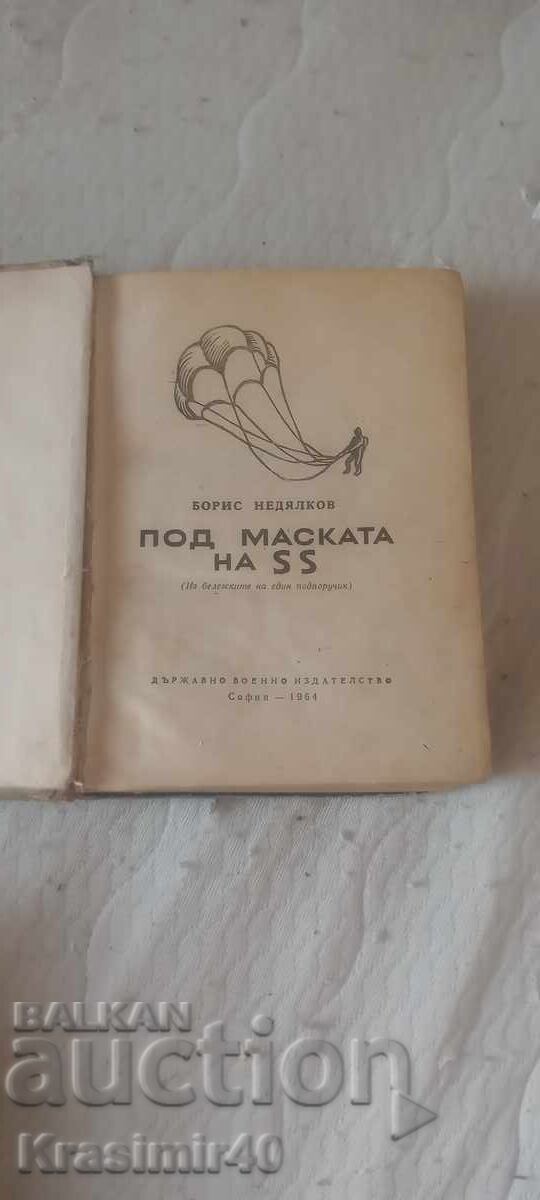 БОРИС НЕДЯЛКОВ
ПОД МАСКАТА
НА SS
(Из бележките на един подпоручик)
ДЪРЖАВНО ВОЕННО ИЗДАТЕЛСТВО
София — 1964
BALKAN
auction
Krasimir40